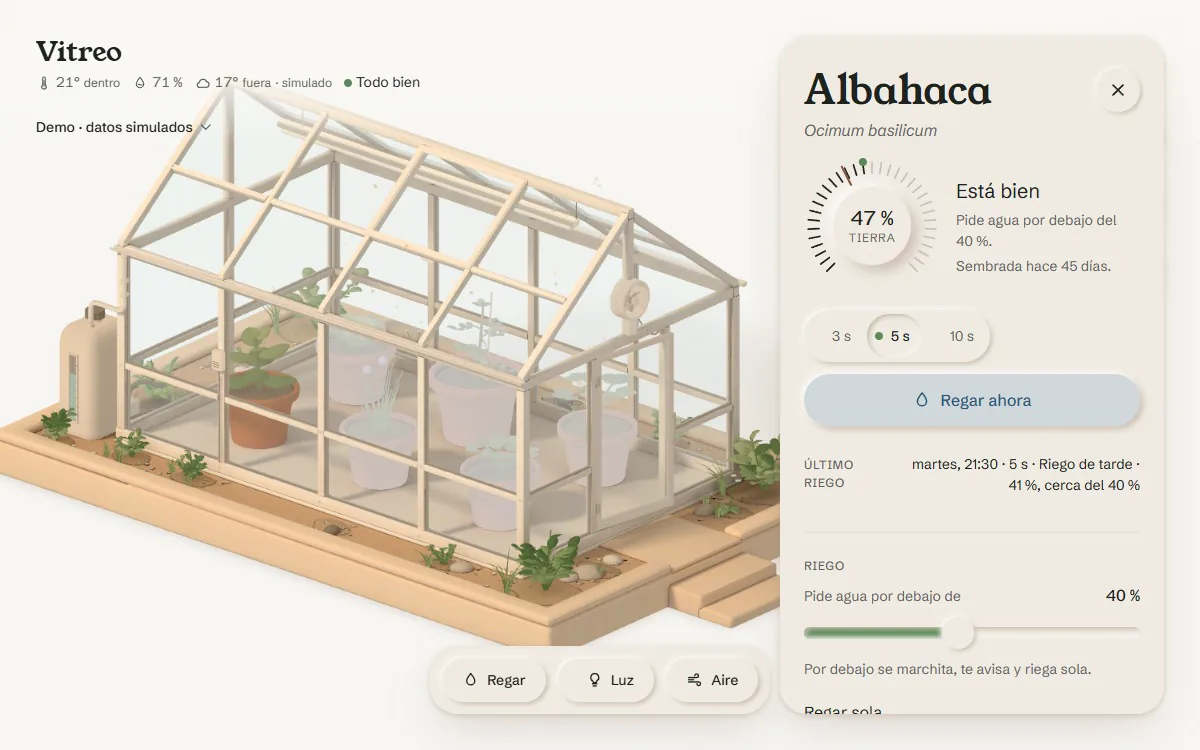 Vitreo
21° dentro 71 % 17° fuera · simulado Todo bien
Demo · datos simulados
Albahaca
Ocimum basilicum
47 %
TIERRA
Está bien
Pide agua por debajo del
40 %.
Sembrada hace 45 días.
3 s 5 s 10 s
Regar ahora
ÚLTIMO
RIEGO
martes, 21:30 · 5 s · Riego de tarde ·
41 %, cerca del 40 %
RIEGO
Pide agua por debajo de 40 %
Por debajo se marchita, te avisa y riega sola.
Regar sola
Regar Luz Aire